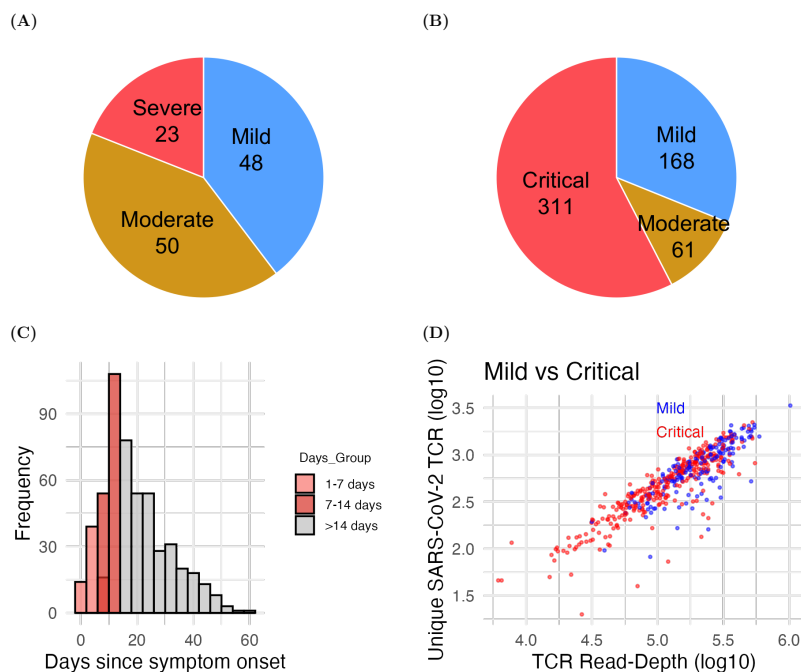 (A)
(B)
Severe
23
Mild
48
Moderate
50
Critical
311
Mild
168
Moderate
61
(C)
(D)
Frequency
90
60
30
0
0
20
40
60
Days since symptom onset
Days_Group
1-7 days
7-14 days
>14 days
Mild vs Critical
Unique SARS-CoV-2 TCR (log10)
3.5
3.0
2.5
2.0
1.5
Mild
Critical
4.0
4.5
5.0
5.5
6.0
TCR Read-Depth (log10)